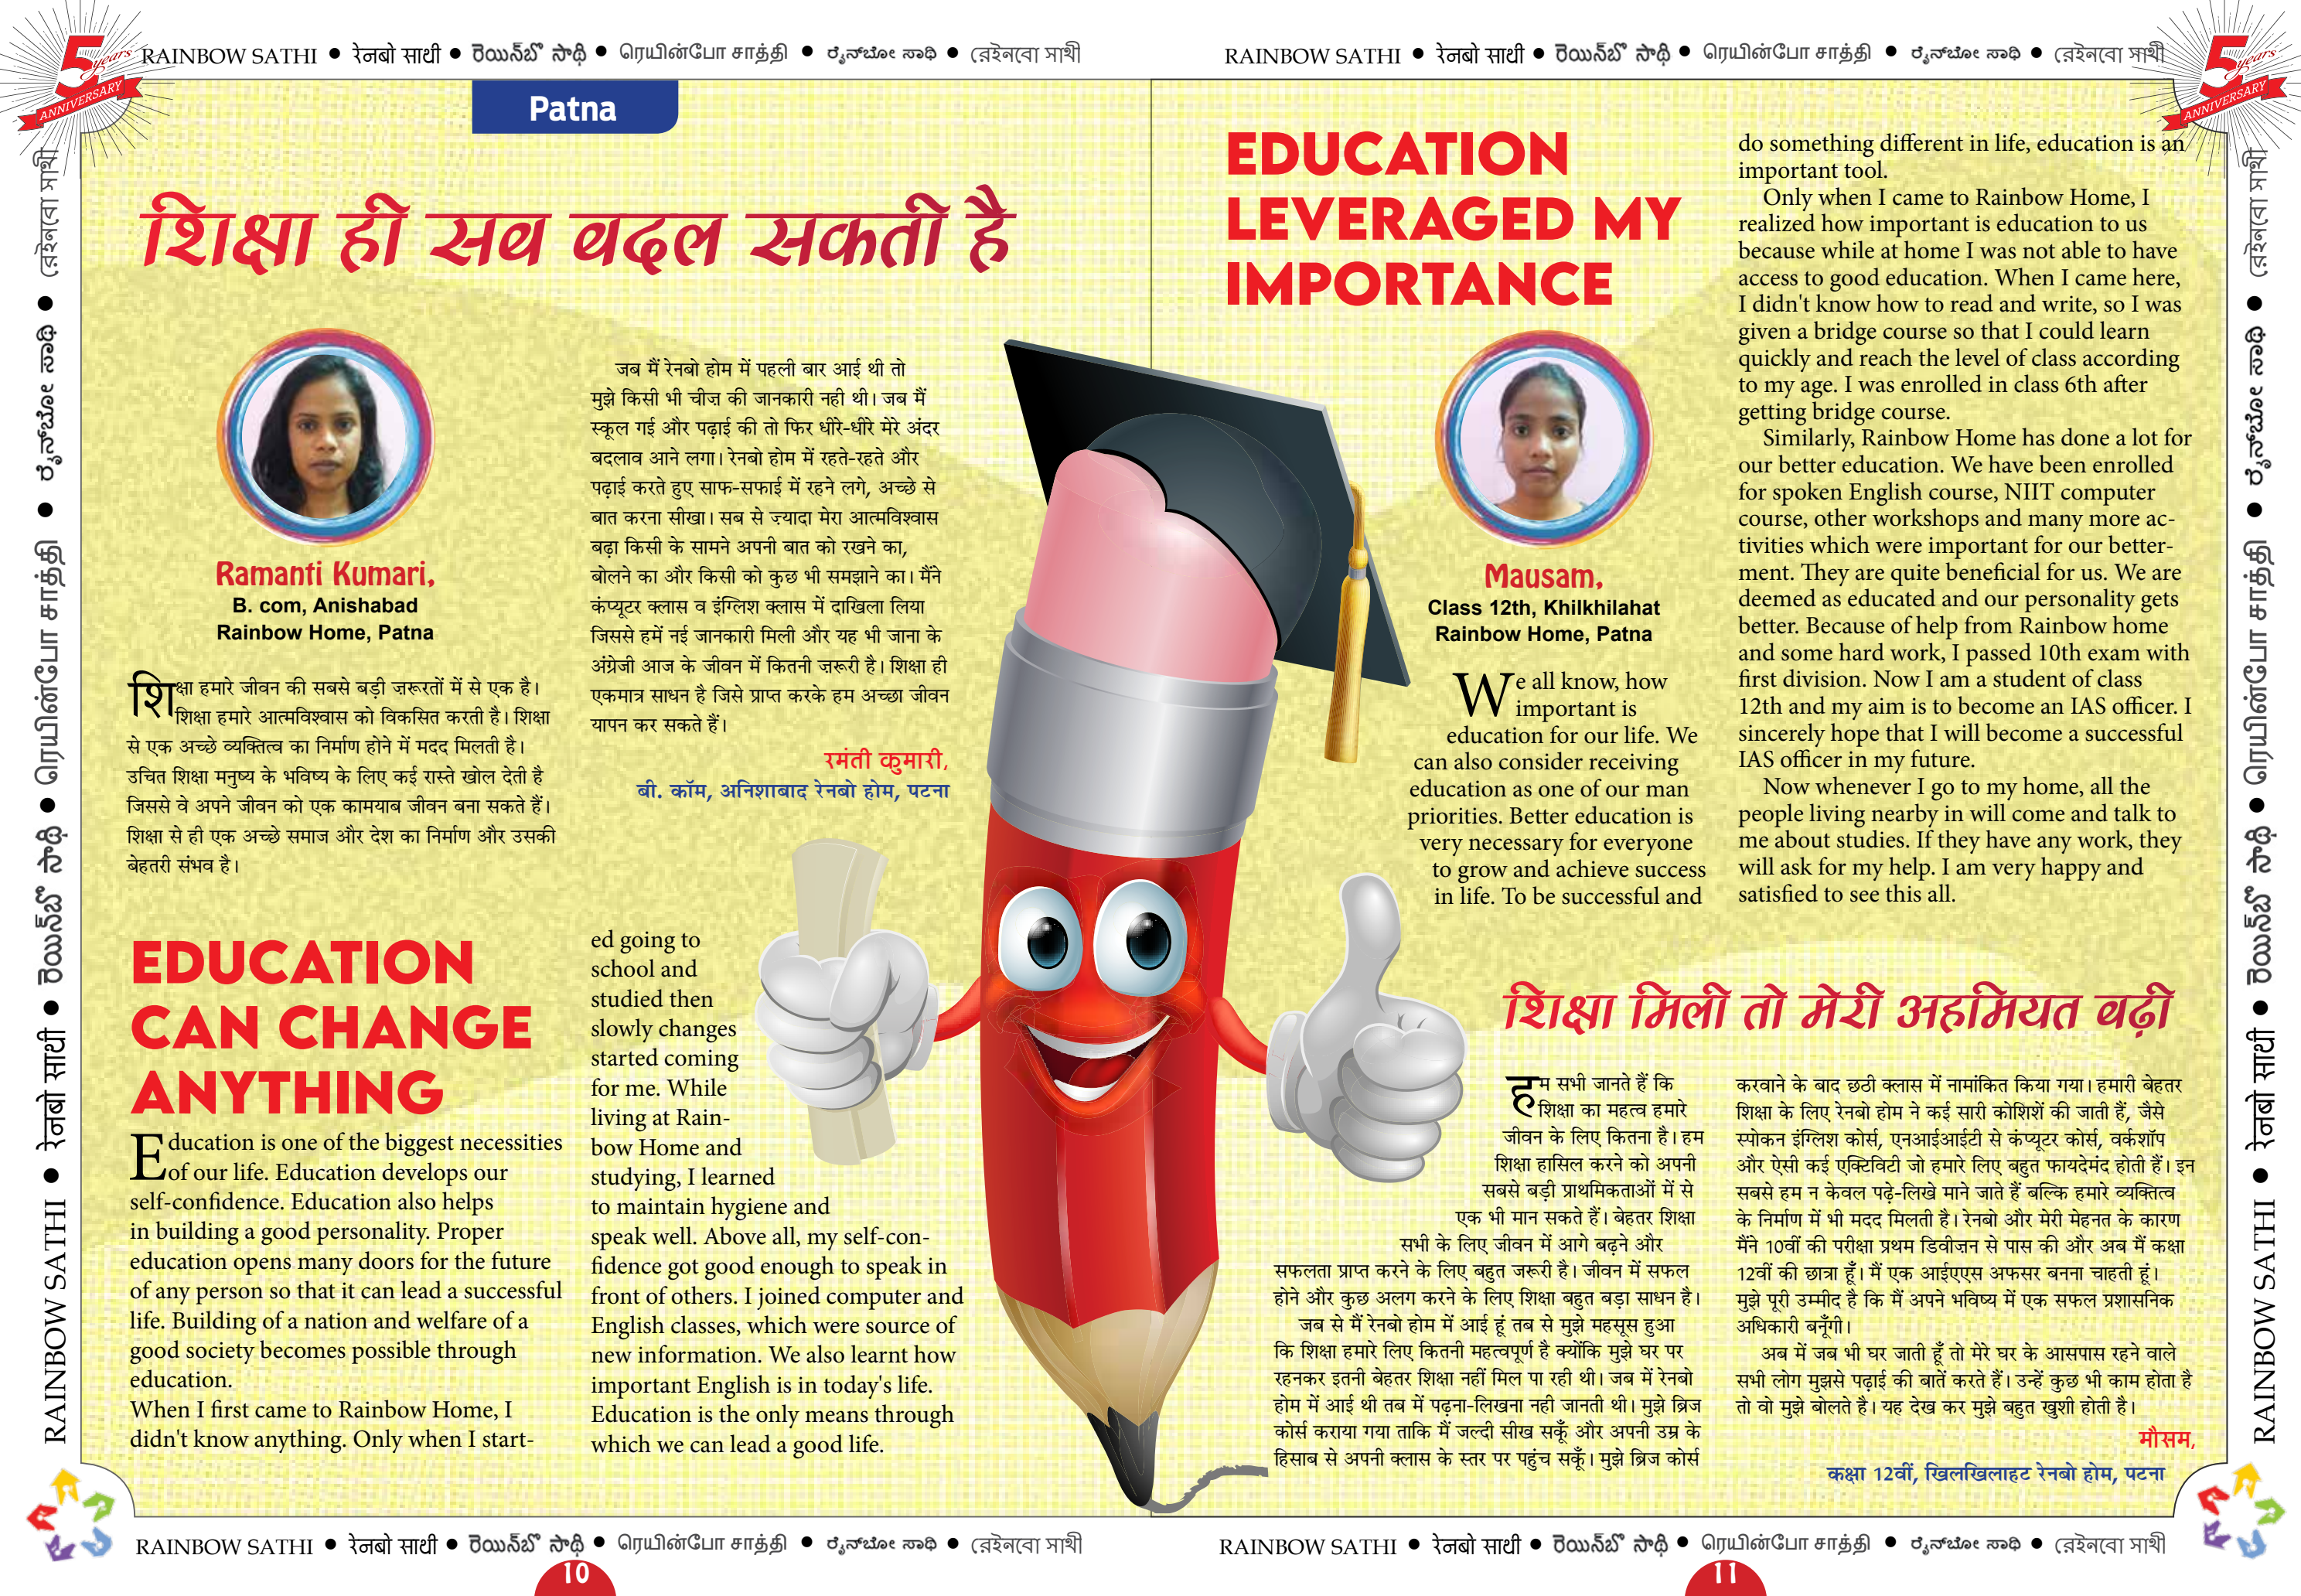 5 years
ANNIVERSARY
RAINBOW SATHI ● रेनबो साथी ● రెయిన్‌బో సాథి ● ரெயின்போ சாத்தி ● ರೈನ್‌ಬೋ ಸಾಥಿ ● রেইনবো সাথী
Patna
शिक्षा ही सब बदल सकती है
Ramanti Kumari,
B. com, Anishabad
Rainbow Home, Patna
शिक्षा हमारे जीवन की सबसे बड़ी ज़रूरतों में से एक है।
शिक्षा हमारे आत्मविश्वास को विकसित करती है। शिक्षा
से एक अच्छे व्यक्तित्व का निर्माण होने में मदद मिलती है।
उचित शिक्षा मनुष्य के भविष्य के लिए कई रास्ते खोल देती है
जिससे वे अपने जीवन को एक कामयाब जीवन बना सकते हैं।
शिक्षा से ही एक अच्छे समाज और देश का निर्माण और उसकी
बेहतरी संभव है।
जब मैं रेनबो होम में पहली बार आई थी तो
मुझे किसी भी चीज की जानकारी नही थी। जब मैं
स्कूल गई और पढ़ाई की तो फिर धीरे-धीरे मेरे अंदर
बदलाव आने लगा। रेनबो होम में रहते-रहते और
पढ़ाई करते हुए साफ-सफाई में रहने लगे, अच्छे से
बात करना सीखा। सब से ज़्यादा मेरा आत्मविश्वास
बढ़ा किसी के सामने अपनी बात को रखने का,
बोलने का और किसी को कुछ भी समझाने का। मैंने
कंप्यूटर क्लास व इंग्लिश क्लास में दाखिला लिया
जिससे हमें नई जानकारी मिली और यह भी जाना के
अंग्रेजी आज के जीवन में कितनी ज़रूरी है। शिक्षा ही
एकमात्र साधन है जिसे प्राप्त करके हम अच्छा जीवन
यापन कर सकते हैं।
रमंती कुमारी,
बी. कॉम, अनिशाबाद रेनबो होम, पटना
EDUCATION
CAN CHANGE
ANYTHING
Education is one of the biggest necessities
of our life. Education develops our
self-confidence. Education also helps
in building a good personality. Proper
education opens many doors for the future
of any person so that it can lead a successful
life. Building of a nation and welfare of a
good society becomes possible through
education.
When I first came to Rainbow Home, I
didn't know anything. Only when I start-
ed going to
school and
studied then
slowly changes
started coming
for me. While
living at Rain-
bow Home and
studying, I learned
to maintain hygiene and
speak well. Above all, my self-con-
fidence got good enough to speak in
front of others. I joined computer and
English classes, which were source of
new information. We also learnt how
important English is in today's life.
Education is the only means through
which we can lead a good life.
RAINBOW SATHI ● रेनबो साथी ● రెయిన్‌బో సాథి ● ரெயின்போ சாத்தி ● ರೈನ್‌ಬೋ ಸಾಥಿ ● রেইনবো সাথী
RAINBOW SATHI ● रेनबो साथी ● రెయిన్‌బో సాథి ● ரெயின்போ சாத்தி ● ರೈನ್‌ಬೋ ಸಾಥಿ ● রেইনবো সাথী
10
RAINBOW SATHI ● रेनबो साथी ● రెయిన్‌బో సాథి ● ரெயின்போ சாத்தி ● ರೈನ್‌ಬೋ ಸಾಥಿ ● রেইনবো সাথী
5 years
ANNIVERSARY
EDUCATION
LEVERAGED MY
IMPORTANCE
Mausam,
Class 12th, Khilkhilahat
Rainbow Home, Patna
We all know, how
important is
education for our life. We
can also consider receiving
education as one of our man
priorities. Better education is
very necessary for everyone
to grow and achieve success
in life. To be successful and
do something different in life, education is an
important tool.
Only when I came to Rainbow Home, I
realized how important is education to us
because while at home I was not able to have
access to good education. When I came here,
I didn't know how to read and write, so I was
given a bridge course so that I could learn
quickly and reach the level of class according
to my age. I was enrolled in class 6th after
getting bridge course.
Similarly, Rainbow Home has done a lot for
our better education. We have been enrolled
for spoken English course, NIIT computer
course, other workshops and many more ac-
tivities which were important for our better-
ment. They are quite beneficial for us. We are
deemed as educated and our personality gets
better. Because of help from Rainbow home
and some hard work, I passed 10th exam with
first division. Now I am a student of class
12th and my aim is to become an IAS officer. I
sincerely hope that I will become a successful
IAS officer in my future.
Now whenever I go to my home, all the
people living nearby in will come and talk to
me about studies. If they have any work, they
will ask for my help. I am very happy and
satisfied to see this all.
शिक्षा मिली तो मेरी अहमियत बढ़ी
हम सभी जानते हैं कि
शिक्षा का महत्व हमारे
जीवन के लिए कितना है। हम
शिक्षा हासिल करने को अपनी
सबसे बड़ी प्राथमिकताओं में से
एक भी मान सकते हैं। बेहतर शिक्षा
सभी के लिए जीवन में आगे बढ़ने और
सफलता प्राप्त करने के लिए बहुत जरूरी है। जीवन में सफल
होने और कुछ अलग करने के लिए शिक्षा बहुत बड़ा साधन है।
जब से मैं रेनबो होम में आई हूं तब से मुझे महसूस हुआ
कि शिक्षा हमारे लिए कितनी महत्वपूर्ण है क्योंकि मुझे घर पर
रहनकर इतनी बेहतर शिक्षा नहीं मिल पा रही थी। जब में रेनबो
होम में आई थी तब में पढ़ना-लिखना नही जानती थी। मुझे ब्रिज
कोर्स कराया गया ताकि मैं जल्दी सीख सकूँ और अपनी उम्र के
हिसाब से अपनी क्लास के स्तर पर पहुंच सकूँ। मुझे ब्रिज कोर्स
करवाने के बाद छठी क्लास में नामांकित किया गया। हमारी बेहतर
शिक्षा के लिए रेनबो होम ने कई सारी कोशिशें की जाती हैं, जैसे
स्पोकन इंग्लिश कोर्स, एनआईआईटी से कंप्यूटर कोर्स, वर्कशॉप
और ऐसी कई एक्टिविटी जो हमारे लिए बहुत फायदेमंद होती हैं। इन
सबसे हम न केवल पढ़े-लिखे माने जाते हैं बल्कि हमारे व्यक्तित्व
के निर्माण में भी मदद मिलती है। रेनबो और मेरी मेहनत के कारण
मैंने 10वीं की परीक्षा प्रथम डिवीजन से पास की और अब मैं कक्षा
12वीं की छात्रा हूँ। मैं एक आईएएस अफसर बनना चाहती हूं।
मुझे पूरी उम्मीद है कि मैं अपने भविष्य में एक सफल प्रशासनिक
अधिकारी बनूँगी।
अब में जब भी घर जाती हूँ तो मेरे घर के आसपास रहने वाले
सभी लोग मुझसे पढ़ाई की बातें करते हैं। उन्हें कुछ भी काम होता है
तो वो मुझे बोलते है। यह देख कर मुझे बहुत खुशी होती है।
मौसम,
कक्षा 12वीं, खिलखिलाहट रेनबो होम, पटना
RAINBOW SATHI ● रेनबो साथी ● రెయిన్‌బో సాథి ● ரெயின்போ சாத்தி ● ರೈನ್‌ಬೋ ಸಾಥಿ ● রেইনবো সাথী
RAINBOW SATHI ● रेनबो साथी ● రెయిన్‌బో సాథి ● ரெயின்போ சாத்தி ● ರೈನ್‌ಬೋ ಸಾಥಿ ● রেইনবো সাথী
11